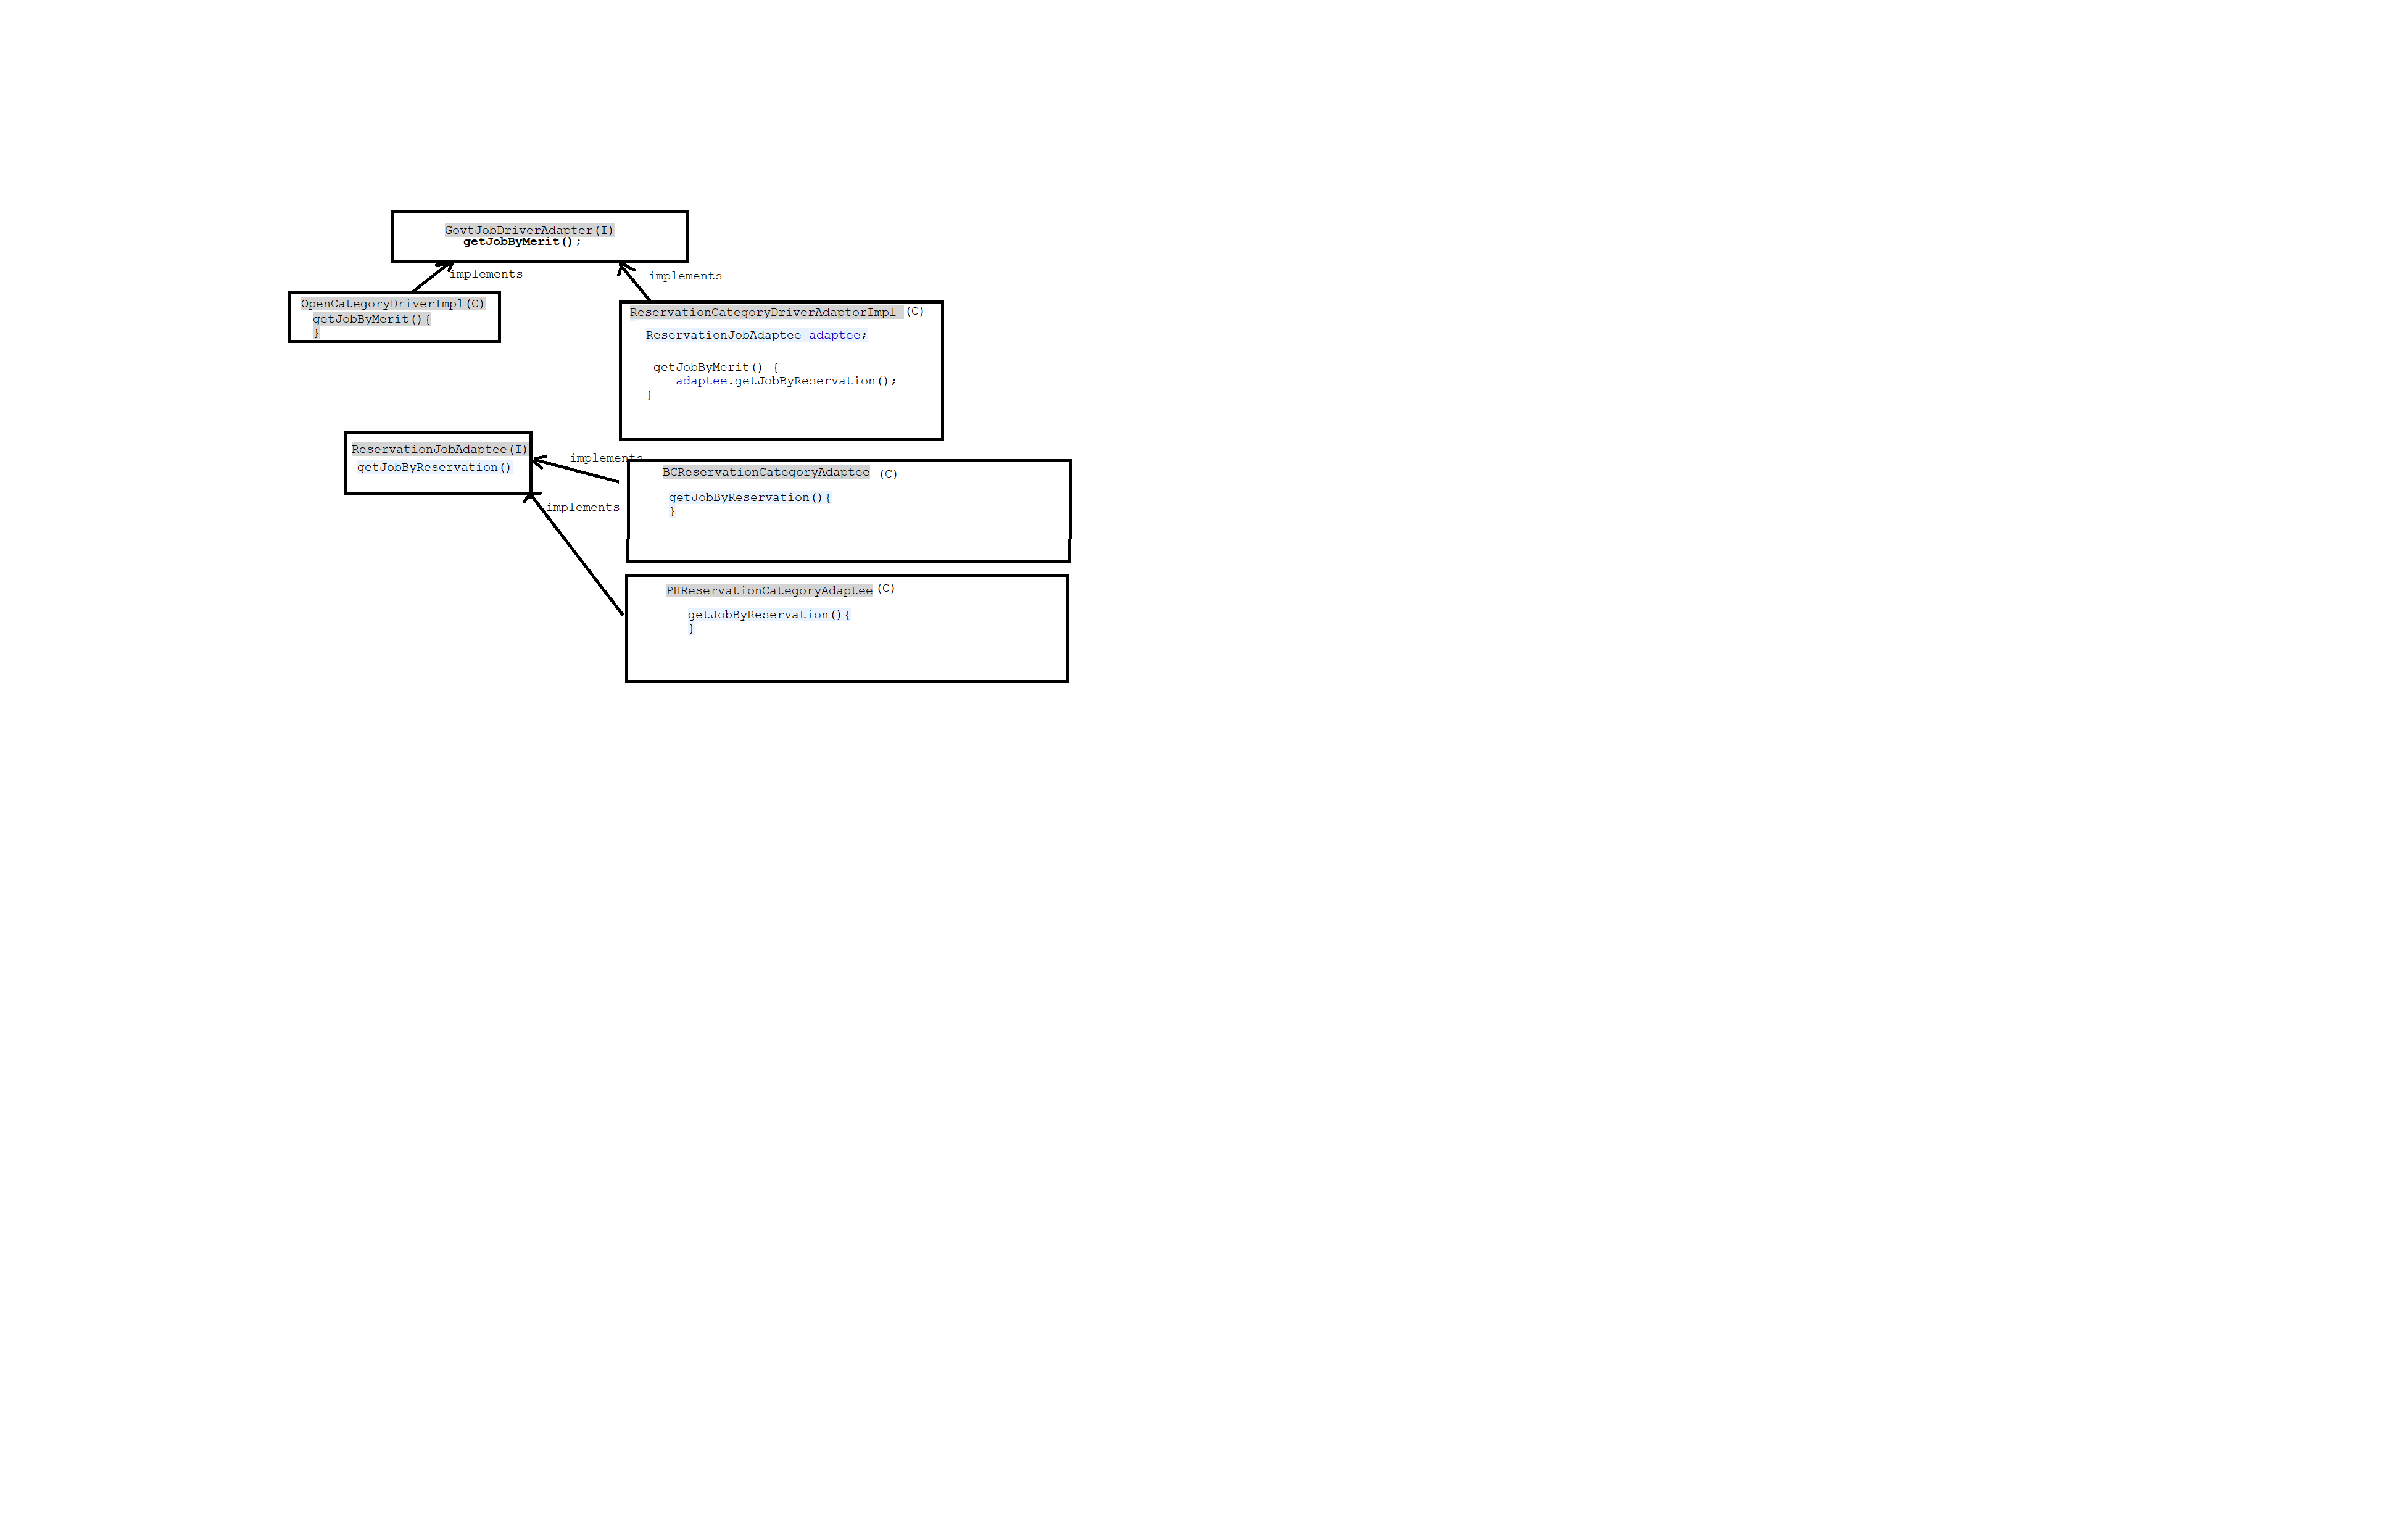 GovtJobDriverAdapter(I)
getJobByMerit();
implements
implements
OpenCategoryDriverImpl(C)
getJobByMerit(){
}
ReservationCategoryDriverAdaptorImpl (C)
ReservationJobAdaptee adaptee;
getJobByMerit() {
adaptee.getJobByReservation();
}
ReservationJobAdaptee(I)
getJobByReservation()
implements
implements
BCReservationCategoryAdaptee (C)
getJobByReservation(){
}
PHReservationCategoryAdaptee (C)
getJobByReservation(){
}